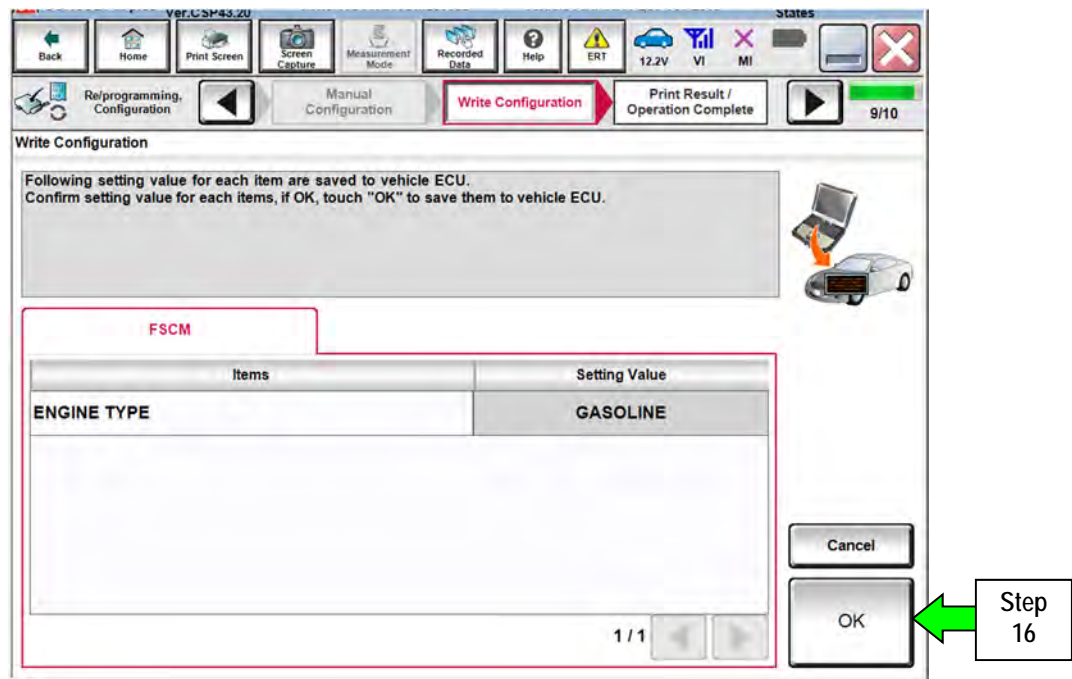 Ver.CSP43.20
States
Back
Home
Print Screen
Screen
Capture
Measurement
Mode
Recorded
Data
Help
ERT
12.2V
VI
MI
Re/programming,
Configuration
Manual
Configuration
Write Configuration
Print Result /
Operation Complete
9/10
Write Configuration
Following setting value for each item are saved to vehicle ECU.
Confirm setting value for each items, if OK, touch "OK" to save them to vehicle ECU.
FSCM
Items
Setting Value
ENGINE TYPE
GASOLINE
Cancel
OK
Step
16
1/1